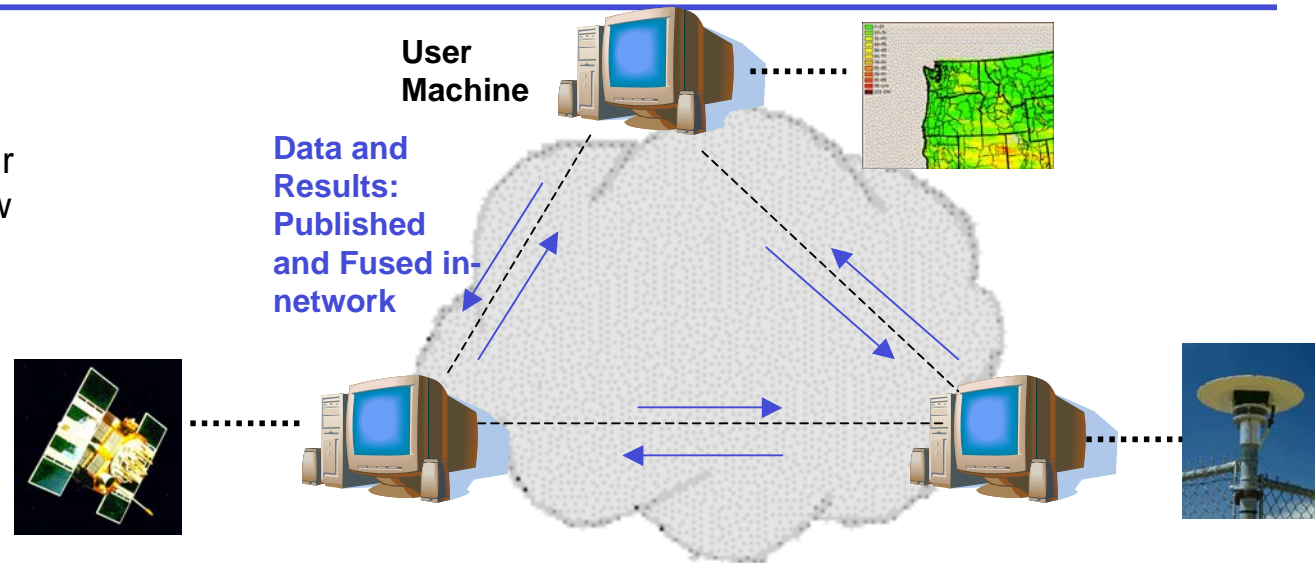 User
Machine
Data and
Results:
Published
and Fused in-
network
r